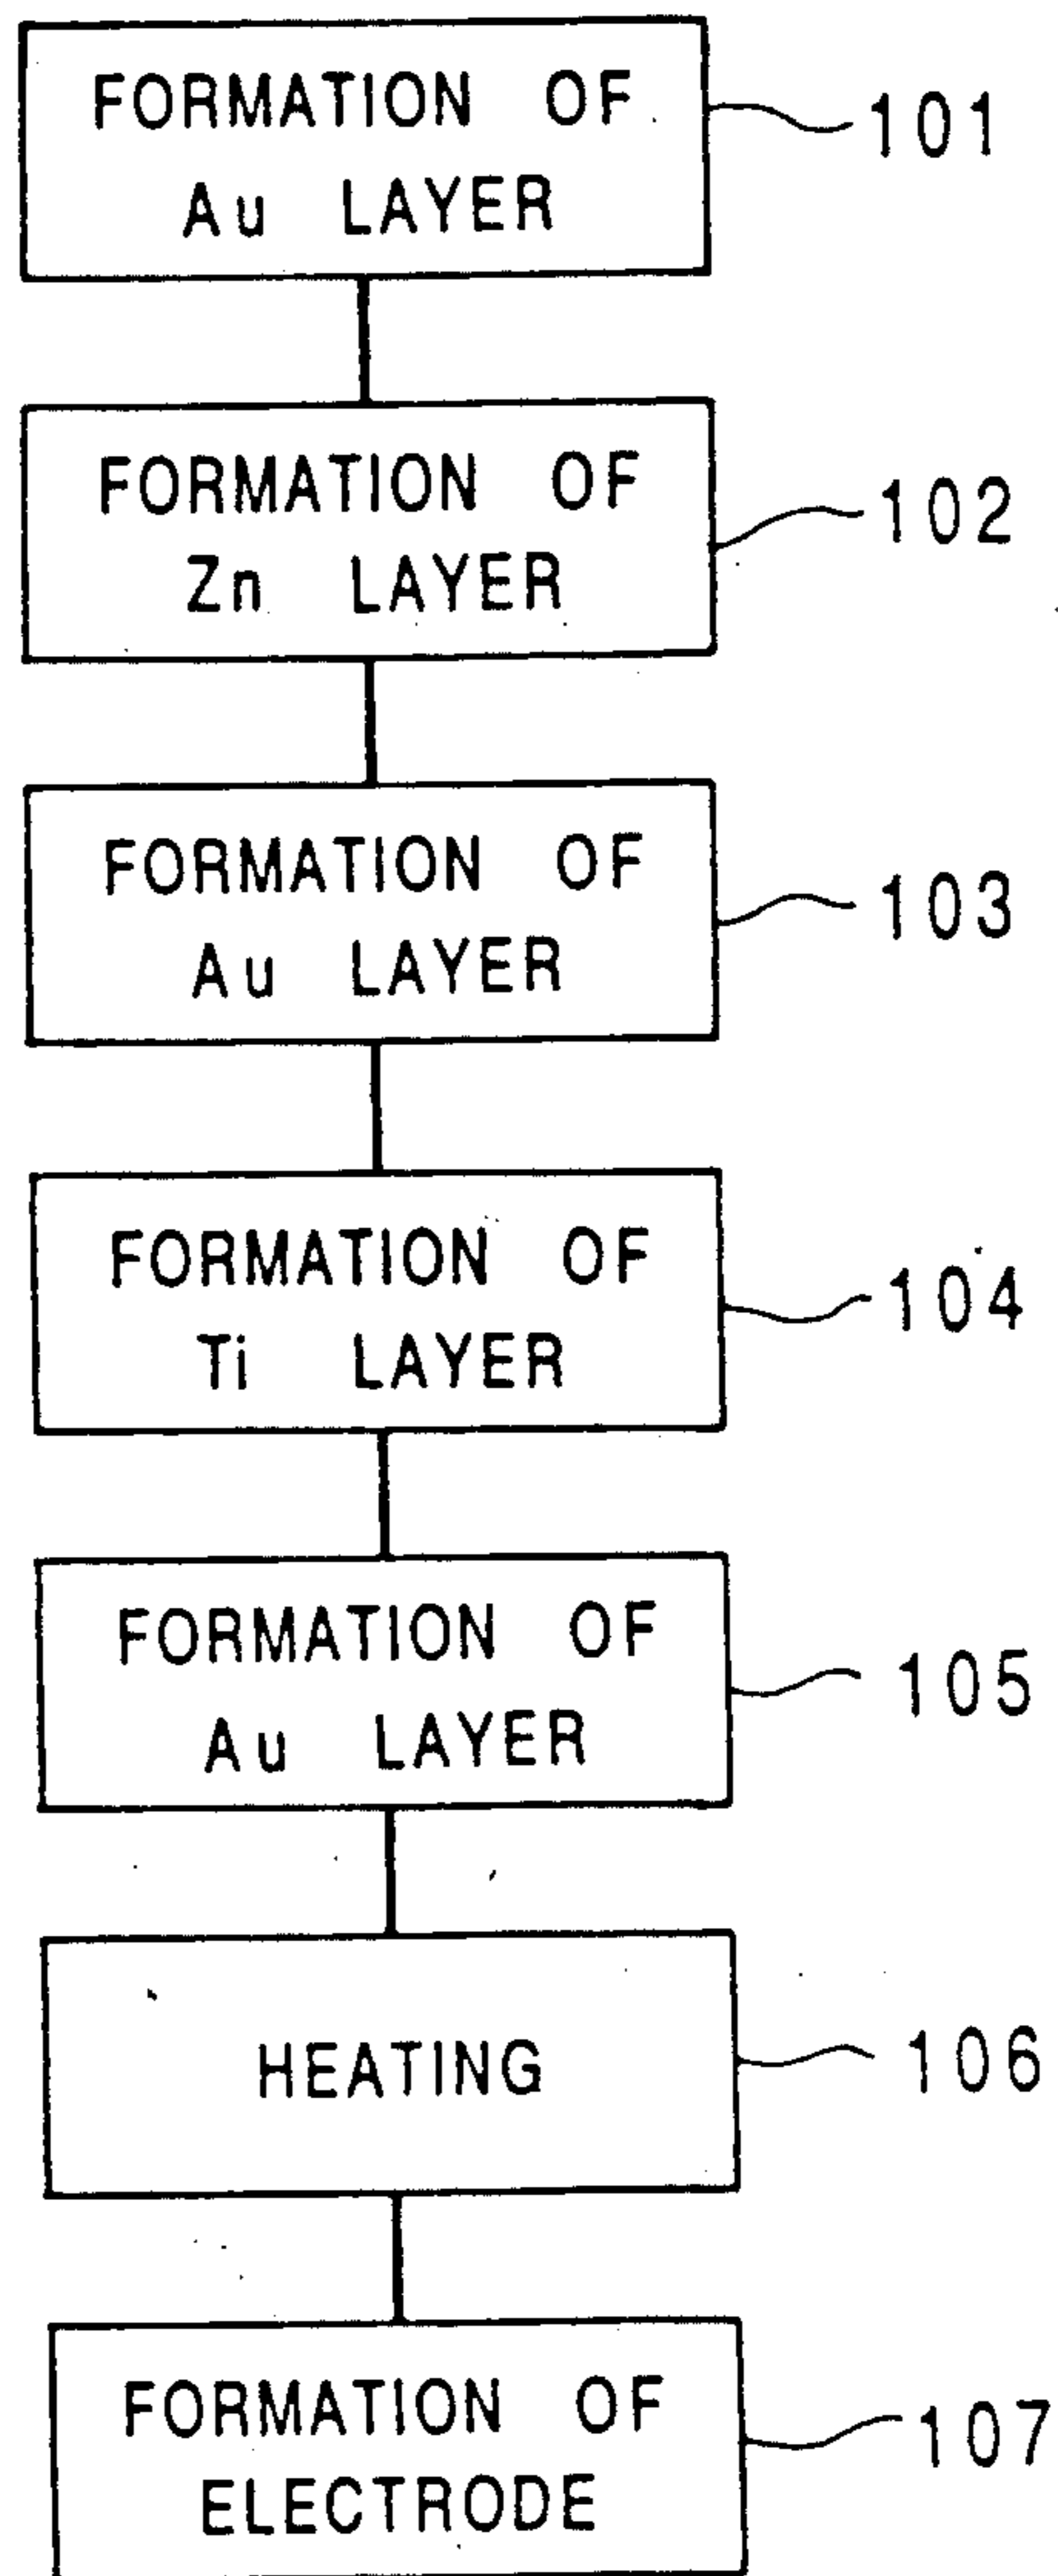 FORMATION OF
Au LAYER
101
FORMATION OF
Zn LAYER
102
FORMATION OF
Au LAYER
103
FORMATION OF
Ti LAYER
104
FORMATION OF
Au LAYER
105
HEATING
106
FORMATION OF
ELECTRODE
107